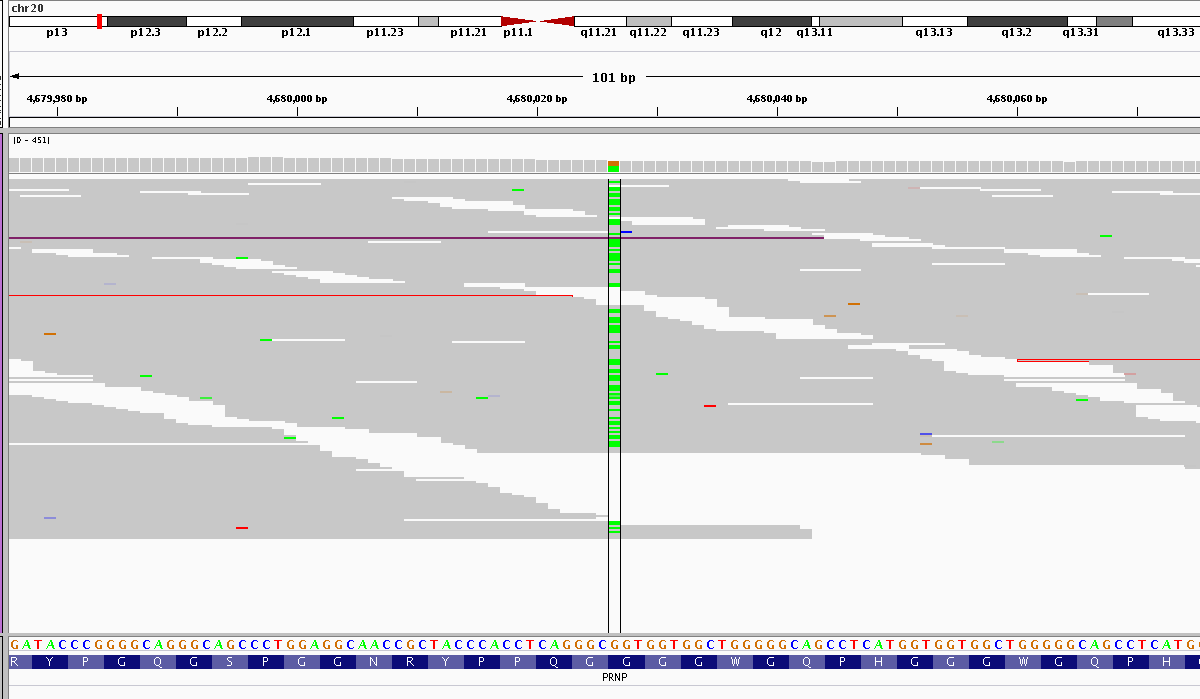 chr20
p13 p12.3 p12.2 p12.1 p11.23 p11.21 p11.1 q11.21 q11.22 q11.23 q12 q13.11 q13.13 q13.2 q13.31 q13.33
101 bp
4,679,980 bp 4,680,000 bp 4,680,020 bp 4,680,040 bp 4,680,060 bp
[0 - 451]
GATACCCGGGGCAGGGCAGCCCTGGAGGCAACCGCTACCCACCTCAGGGCGGTGGTGGCTGGGGGCAGCCTCATGGTGGTGGCTGGGGGCAGCCTCATG
R Y P G Q G S P G G N R Y P P Q G G G G W G Q P H G G G W G Q P H
PRNP